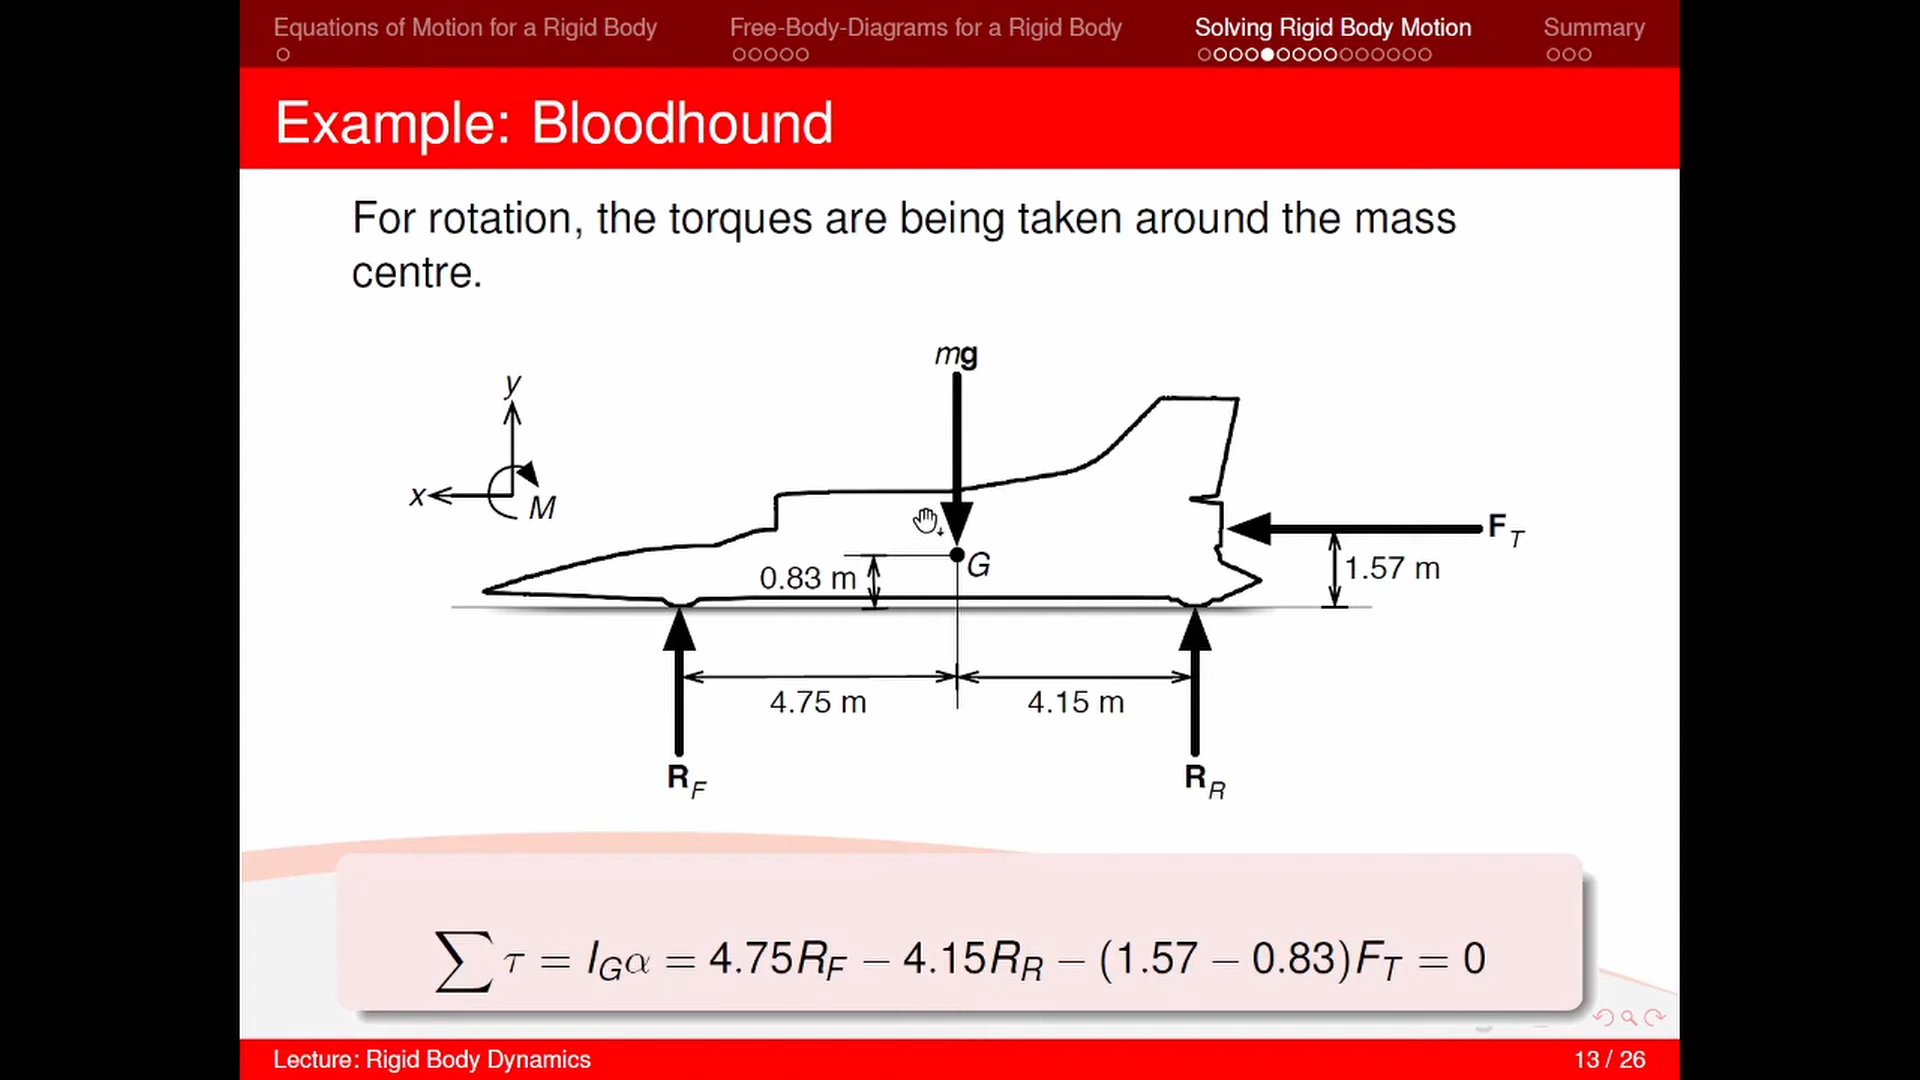 Equations of Motion for a Rigid Body
Free-Body-Diagrams for a Rigid Body
Solving Rigid Body Motion
Summary
Example: Bloodhound
For rotation, the torques are being taken around the mass
centre.
mg
y
x
M
F_T
G
0.83 m
1.57 m
4.75 m
4.15 m
R_F
R_R
∑ τ = I_Gα = 4.75R_F − 4.15R_R − (1.57 − 0.83)F_T = 0
Lecture: Rigid Body Dynamics
13 / 26